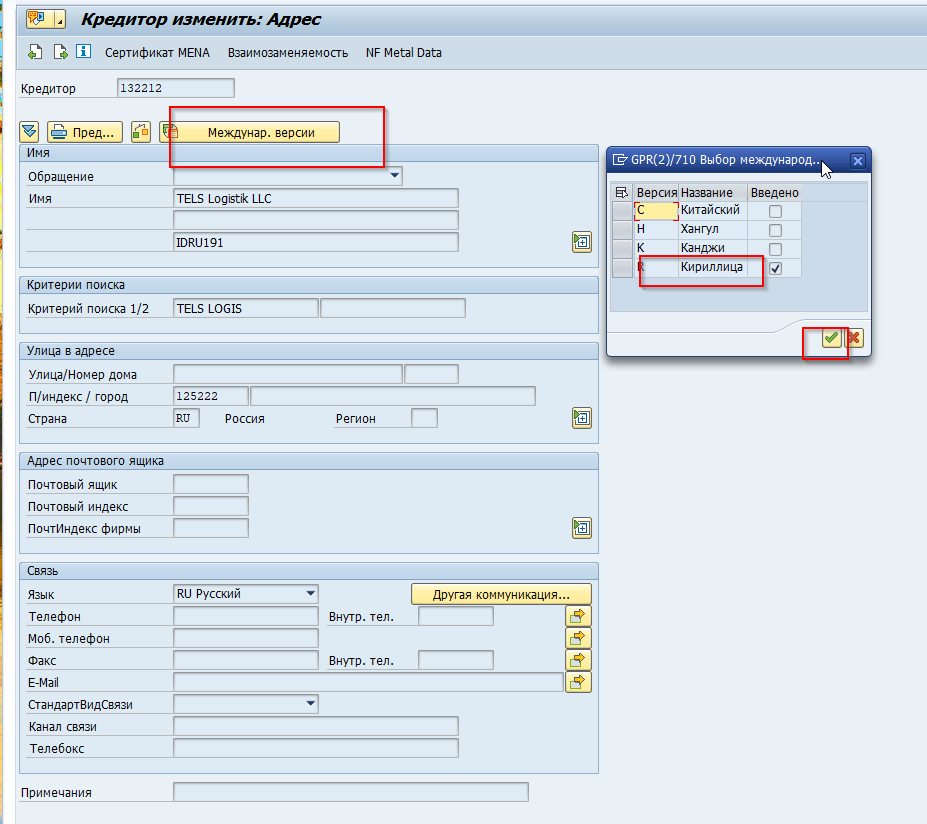 Кредитор изменить: Адрес
Сертификат MENA Взаимозаменяемость NF Metal Data
Кредитор 132212
Пред... Междунар. версии
Имя
Обращение
Имя TELS Logistik LLC
IDRU191
Критерии поиска
Критерий поиска 1/2 TELS LOGIS
Улица в адресе
Улица/Номер дома
П/индекс / город 125222
Страна RU Россия Регион
Адрес почтового ящика
Почтовый ящик
Почтовый индекс
ПочтИндекс фирмы
Связь
Язык RU Русский Другая коммуникация...
Телефон Внутр. тел.
Моб. телефон
Факс Внутр. тел.
E-Mail
СтандартВидСвязи
Канал связи
Телебокс
Примечания
GPR(2)/710 Выбор международ...
Версия Название Введено
C Китайский
H Хангул
K Канджи
R Кириллица